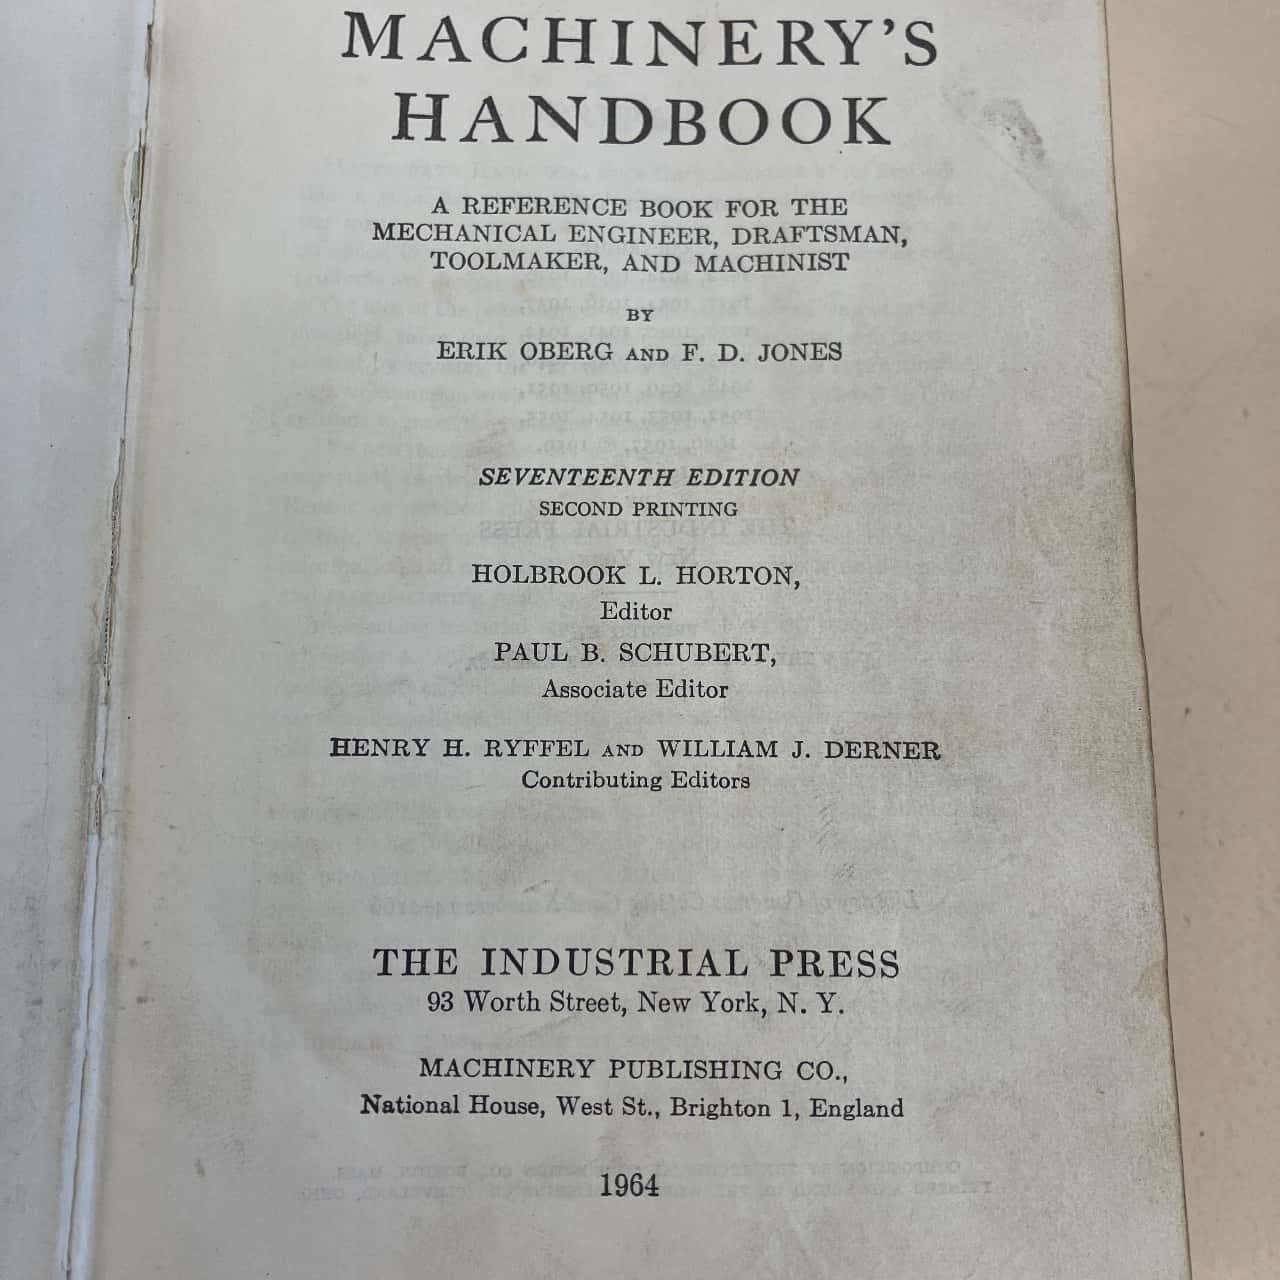 MACHINERY'S
HANDBOOK
A REFERENCE BOOK FOR THE
MECHANICAL ENGINEER, DRAFTSMAN,
TOOLMAKER, AND MACHINIST
BY
ERIK OBERG AND F. D. JONES
SEVENTEENTH EDITION
SECOND PRINTING
HOLBROOK L. HORTON,
Editor
PAUL B. SCHUBERT,
Associate Editor
HENRY H. RYFFEL AND WILLIAM J. DERNER
Contributing Editors
THE INDUSTRIAL PRESS
93 Worth Street, New York, N. Y.
MACHINERY PUBLISHING CO.,
National House, West St., Brighton 1, England
1964